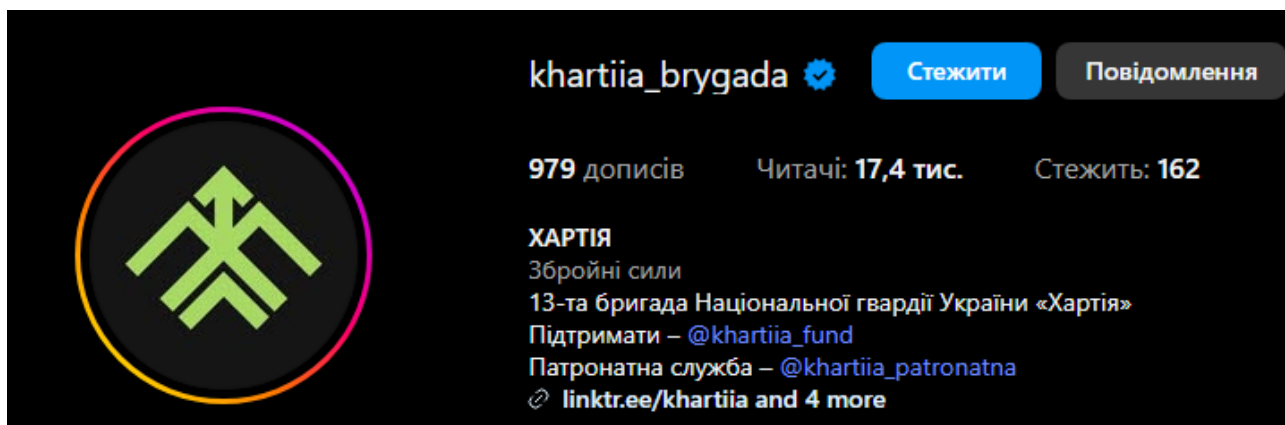 khartiia_brygada Стежити Повідомлення
979 дописів Читачі: 17,4 тис. Стежить: 162
ХАРТІЯ
Збройні сили
13-та бригада Національної гвардії України «Хартія»
Підтримати – @khartiia_fund
Патронатна служба – @khartiia_patronatna
linktr.ee/khartiia and 4 more